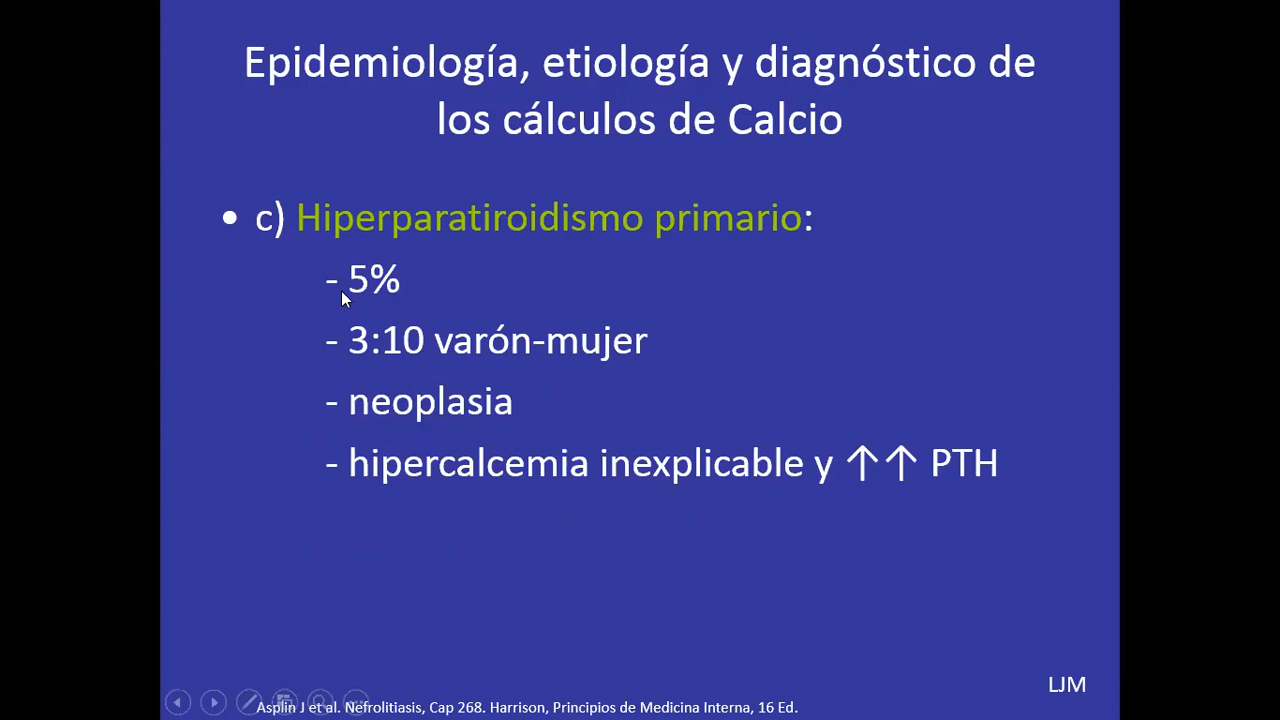 Epidemiología, etiología y diagnóstico de
los cálculos de Calcio
• c) Hiperparatiroidismo primario:
- 5%
- 3:10 varón-mujer
- neoplasia
- hipercalcemia inexplicable y ↑↑ PTH
LJM
Asplin J et al. Nefrolitiasis, Cap 268. Harrison, Principios de Medicina Interna, 16 Ed.